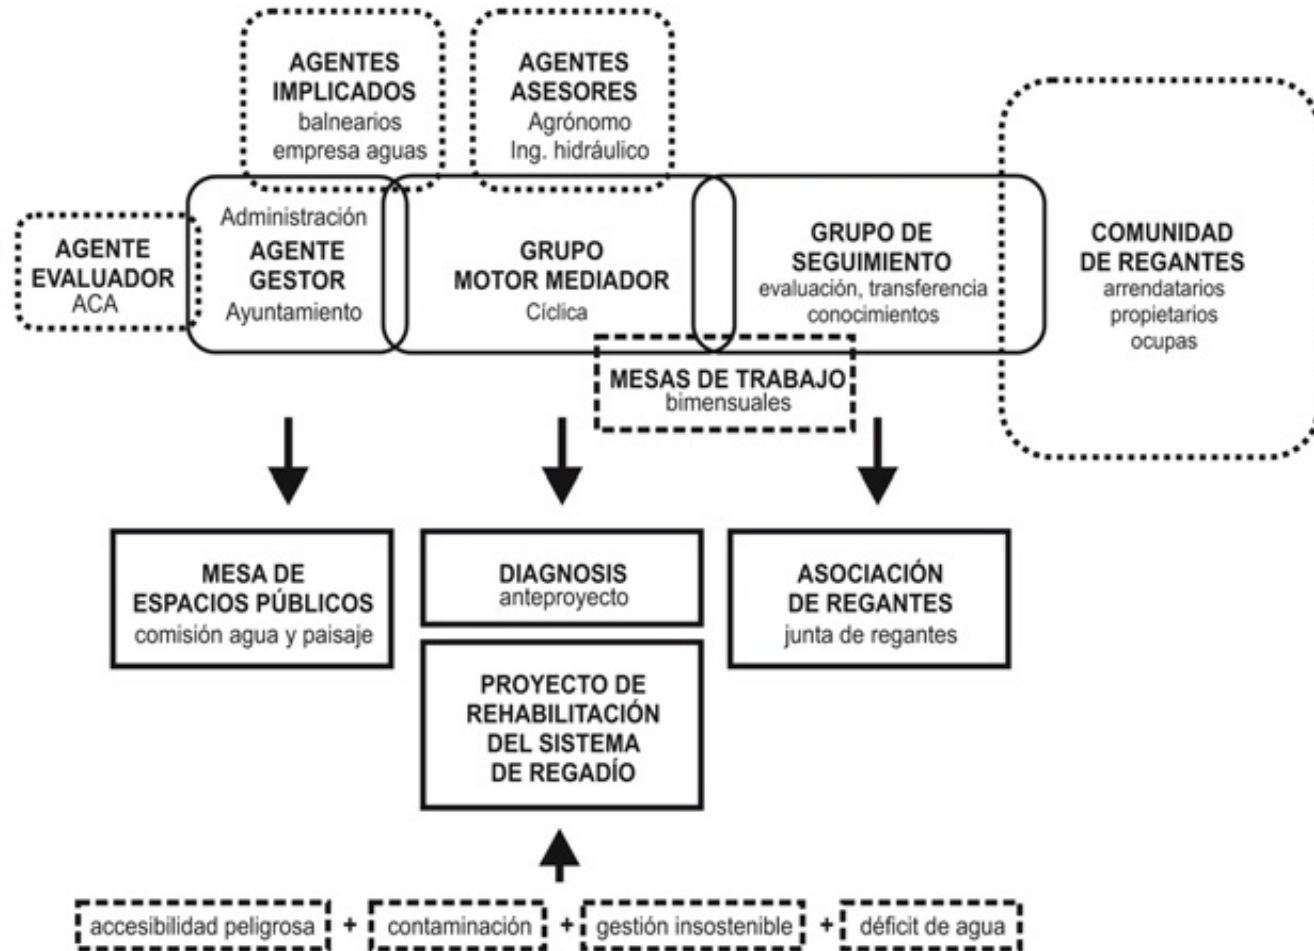 AGENTES
IMPLICADOS
balnearios
empresa aguas
AGENTES
ASESORES
Agrónomo
Ing. hidráulico
AGENTE
EVALUADOR
ACA
Administración
AGENTE
GESTOR
Ayuntamiento
GRUPO
MOTOR MEDIADOR
Cíclica
GRUPO DE
SEGUIMIENTO
evaluación, transferencia
conocimientos
COMUNIDAD
DE REGANTES
arrendatarios
propietarios
ocupas
MESAS DE TRABAJO
bimensuales
MESA DE
ESPACIOS PÚBLICOS
comisión agua y paisaje
DIAGNOSIS
anteproyecto
ASOCIACIÓN
DE REGANTES
junta de regantes
PROYECTO DE
REHABILITACIÓN
DEL SISTEMA
DE REGADÍO
accesibilidad peligrosa + contaminación + gestión insostenible + déficit de agua